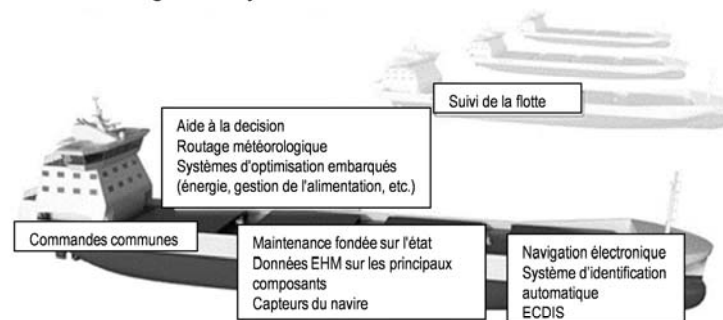 Suivi de la flotte
Aide à la decision
Routage météorologique
Systèmes d'optimisation embarqués
(énergie, gestion de l'alimentation, etc.)
Commandes communes
Maintenance fondée sur l'état
Données EHM sur les principaux
composants
Capteurs du navire
Navigation électronique
Système d'identification
automatique
ECDIS